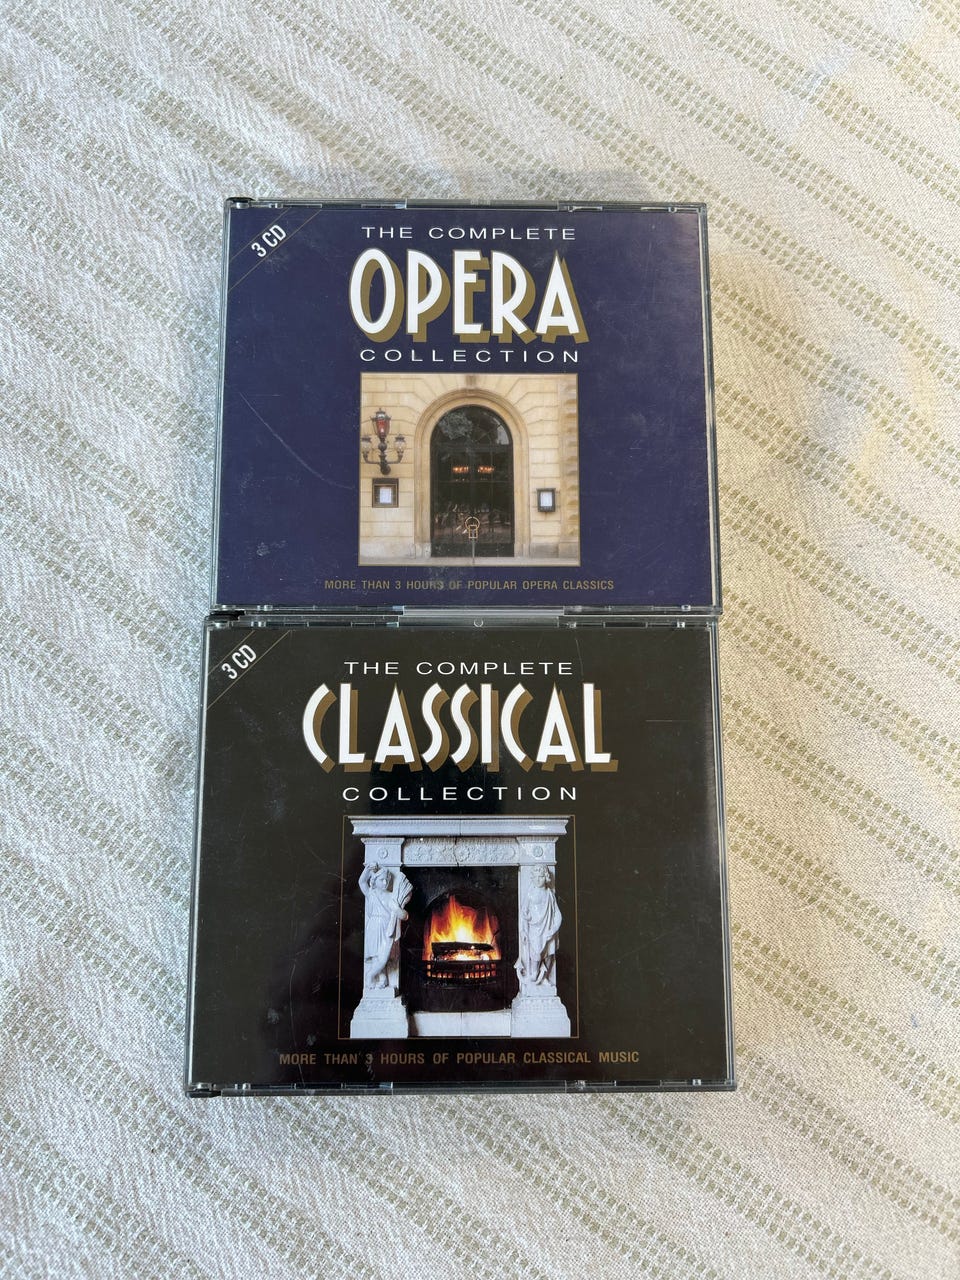 3 CD
THE COMPLETE
OPERA
COLLECTION
MORE THAN 3 HOURS OF POPULAR OPERA CLASSICS
3 CD
THE COMPLETE
CLASSICAL
COLLECTION
MORE THAN 3 HOURS OF POPULAR CLASSICAL MUSIC